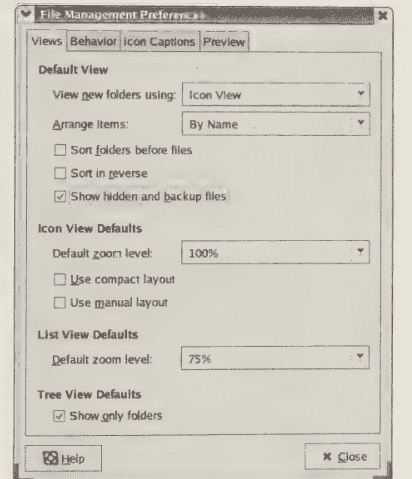 File Management Preferences
Views Behavior Icon Captions Preview
Default View
View new folders using: Icon View
Arrange Items: By Name
Sort folders before files
Sort in reverse
Show hidden and backup files
Icon View Defaults
Default zoom level: 100%
Use compact layout
Use manual layout
List View Defaults
Default zoom level: 75%
Tree View Defaults
Show only folders
Help
Close